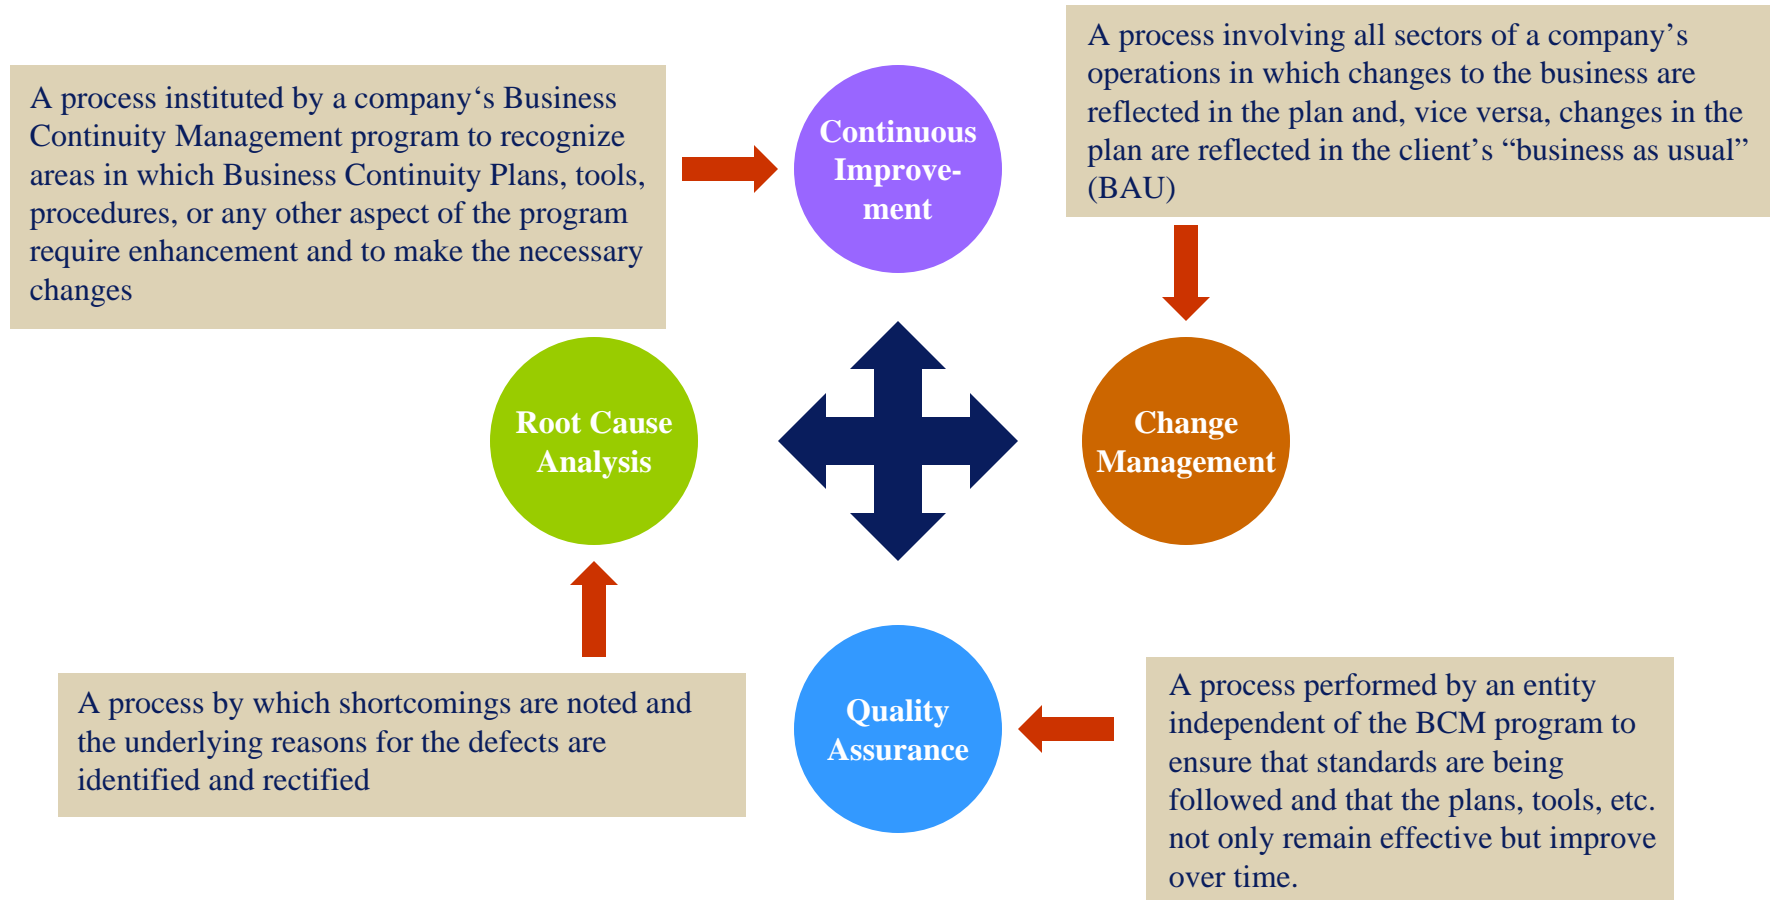 A process instituted by a company‘s Business
Continuity Management program to recognize
areas in which Business Continuity Plans, tools,
procedures, or any other aspect of the program
require enhancement and to make the necessary
changes
Continuous
Improve-
ment
A process involving all sectors of a company’s
operations in which changes to the business are
reflected in the plan and, vice versa, changes in the
plan are reflected in the client’s “business as usual”
(BAU)
Root Cause
Analysis
Change
Management
A process by which shortcomings are noted and
the underlying reasons for the defects are
identified and rectified
Quality
Assurance
A process performed by an entity
independent of the BCM program to
ensure that standards are being
followed and that the plans, tools, etc.
not only remain effective but improve
over time.